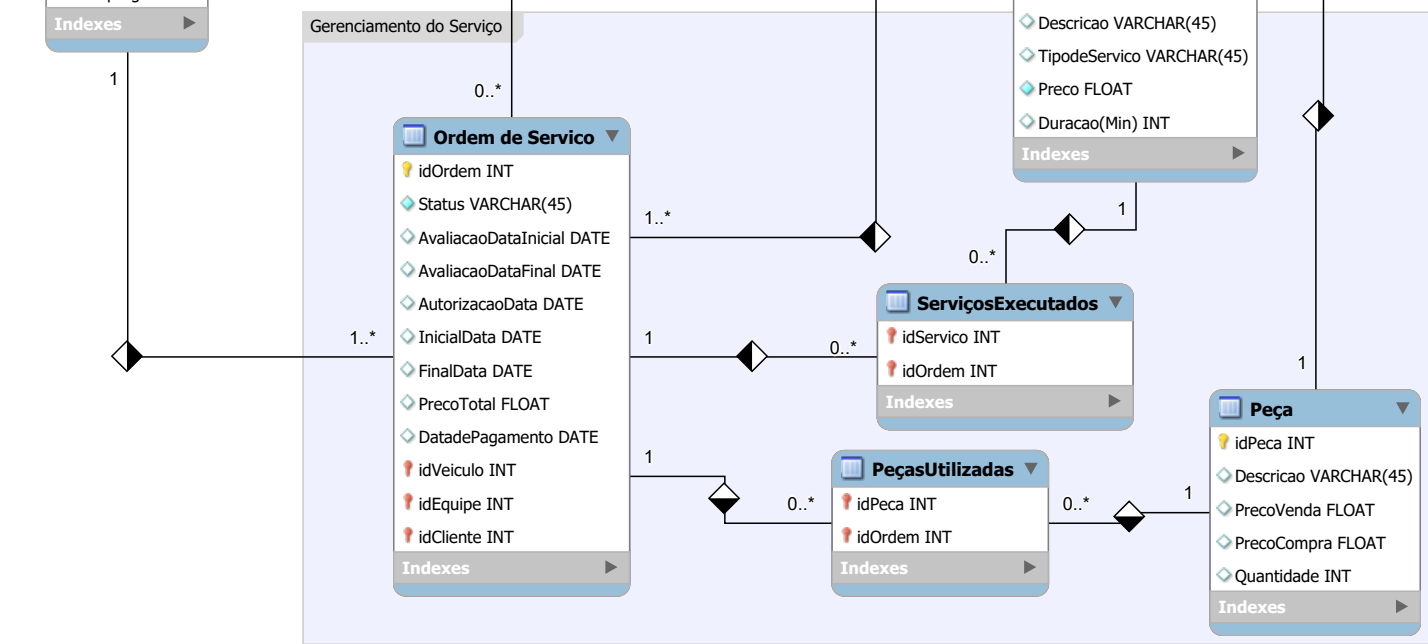 Indexes
1
Gerenciamento do Serviço
0..*
Ordem de Servico
idOrdem INT
Status VARCHAR(45)
AvaliacaoDataInicial DATE
AvaliacaoDataFinal DATE
AutorizacaoData DATE
InicialData DATE
FinalData DATE
PrecoTotal FLOAT
DatadePagamento DATE
idVeiculo INT
idEquipe INT
idCliente INT
Indexes
1..*
1..*
1
0..*
1
0..*
Descricao VARCHAR(45)
TipodeServico VARCHAR(45)
Preco FLOAT
Duracao(Min) INT
Indexes
1
0..*
ServiçosExecutados
idServico INT
idOrdem INT
Indexes
PeçasUtilizadas
idPeca INT
idOrdem INT
Indexes
0..*
1
1
Peça
idPeca INT
Descricao VARCHAR(45)
PrecoVenda FLOAT
PrecoCompra FLOAT
Quantidade INT
Indexes